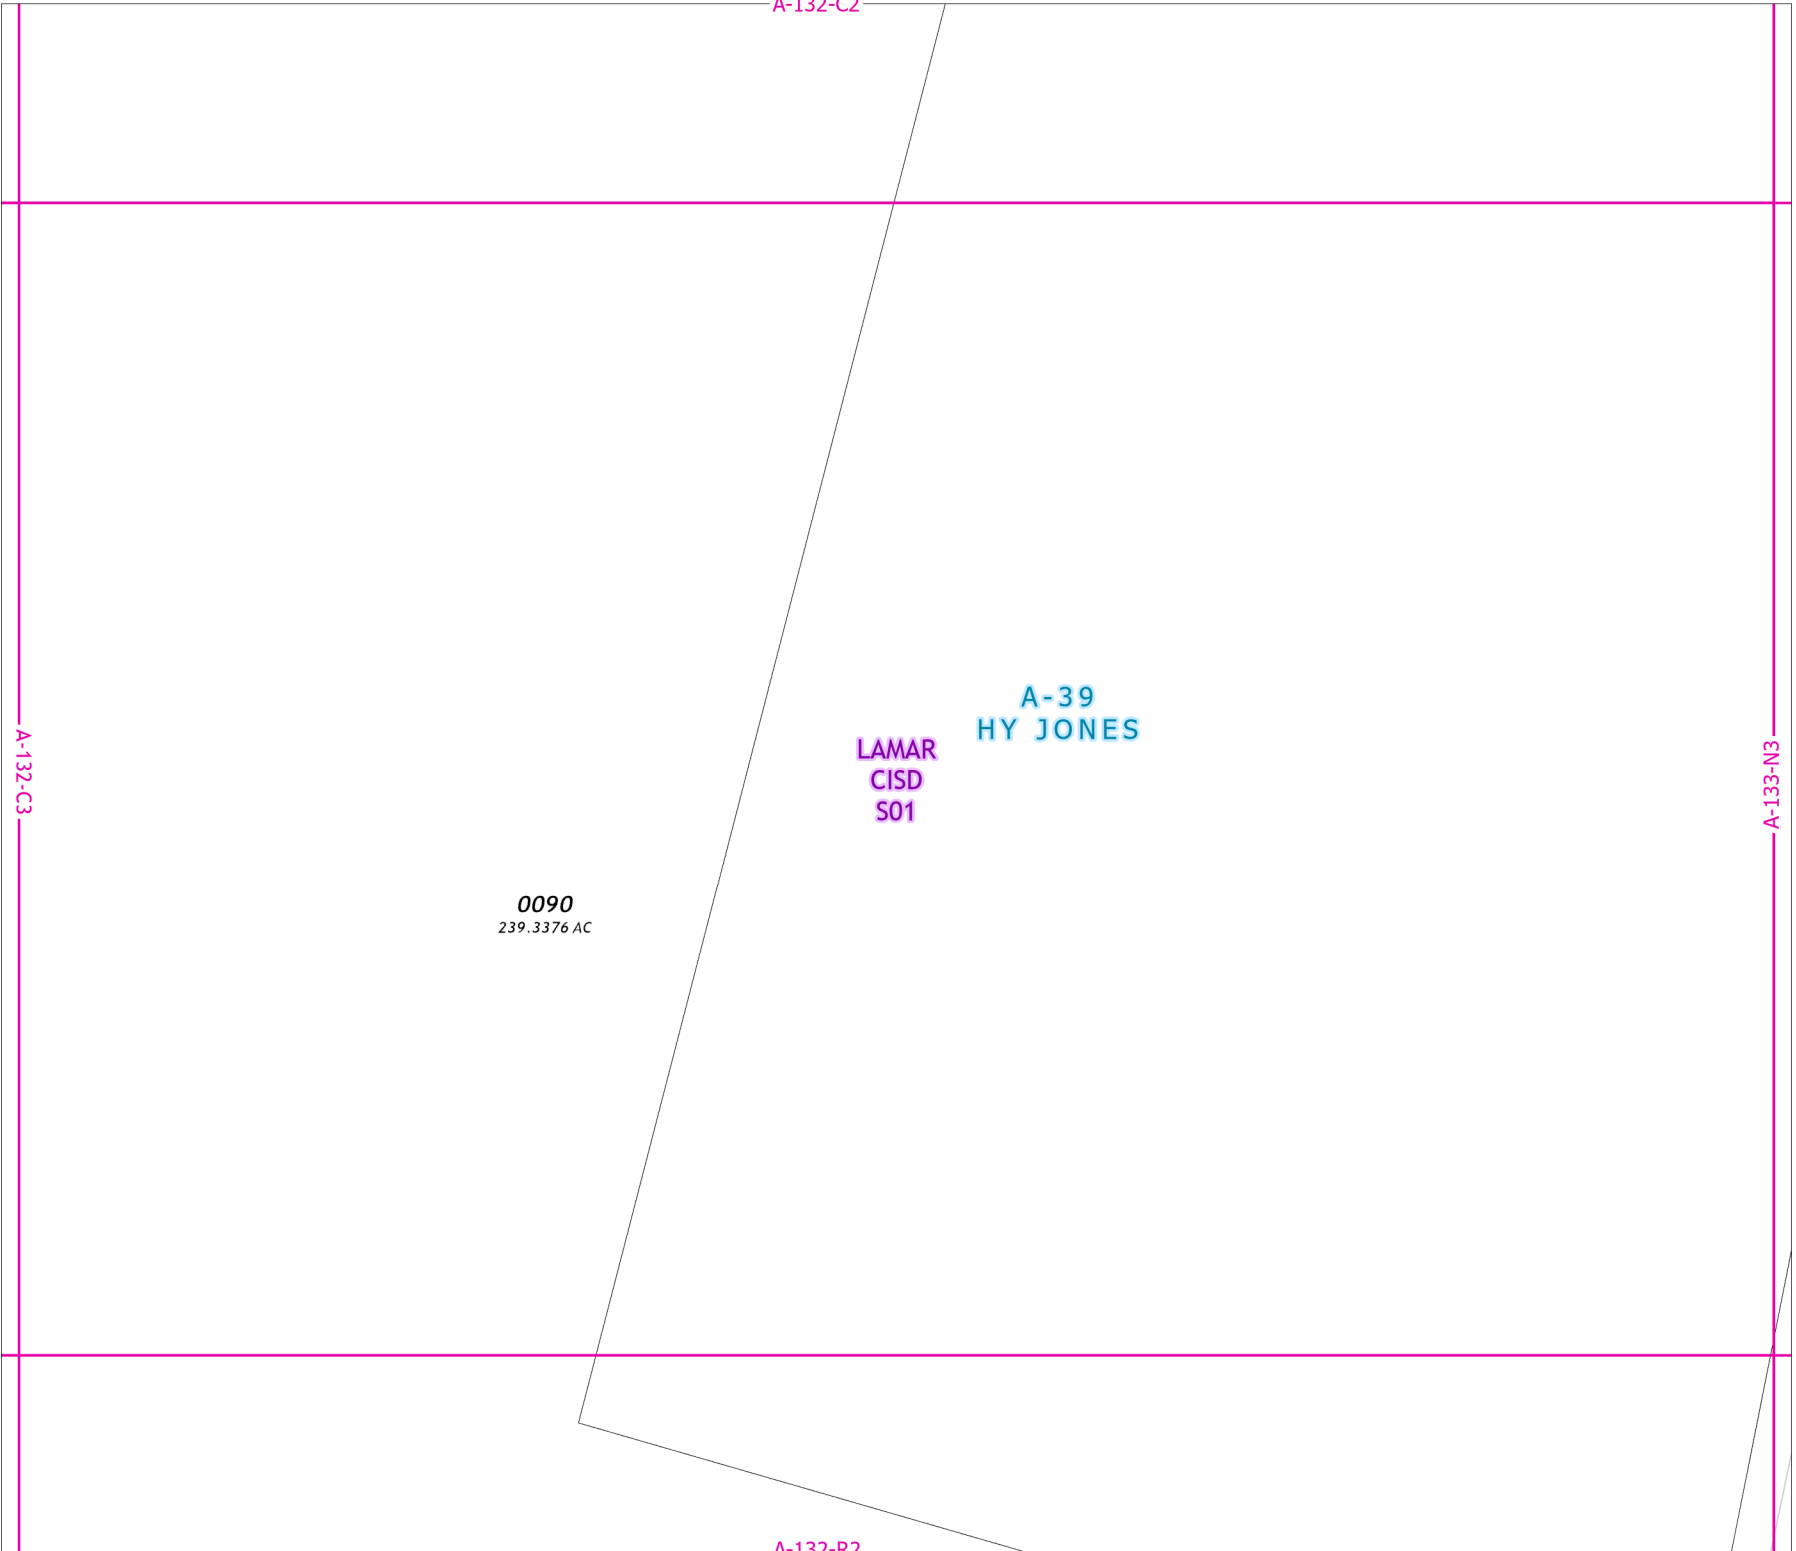 A-132-C2
A-39
HY JONES
LAMAR
CISD
S01
A-132-C3
A-133-N3
0090
239.3376 AC
A-132-R2